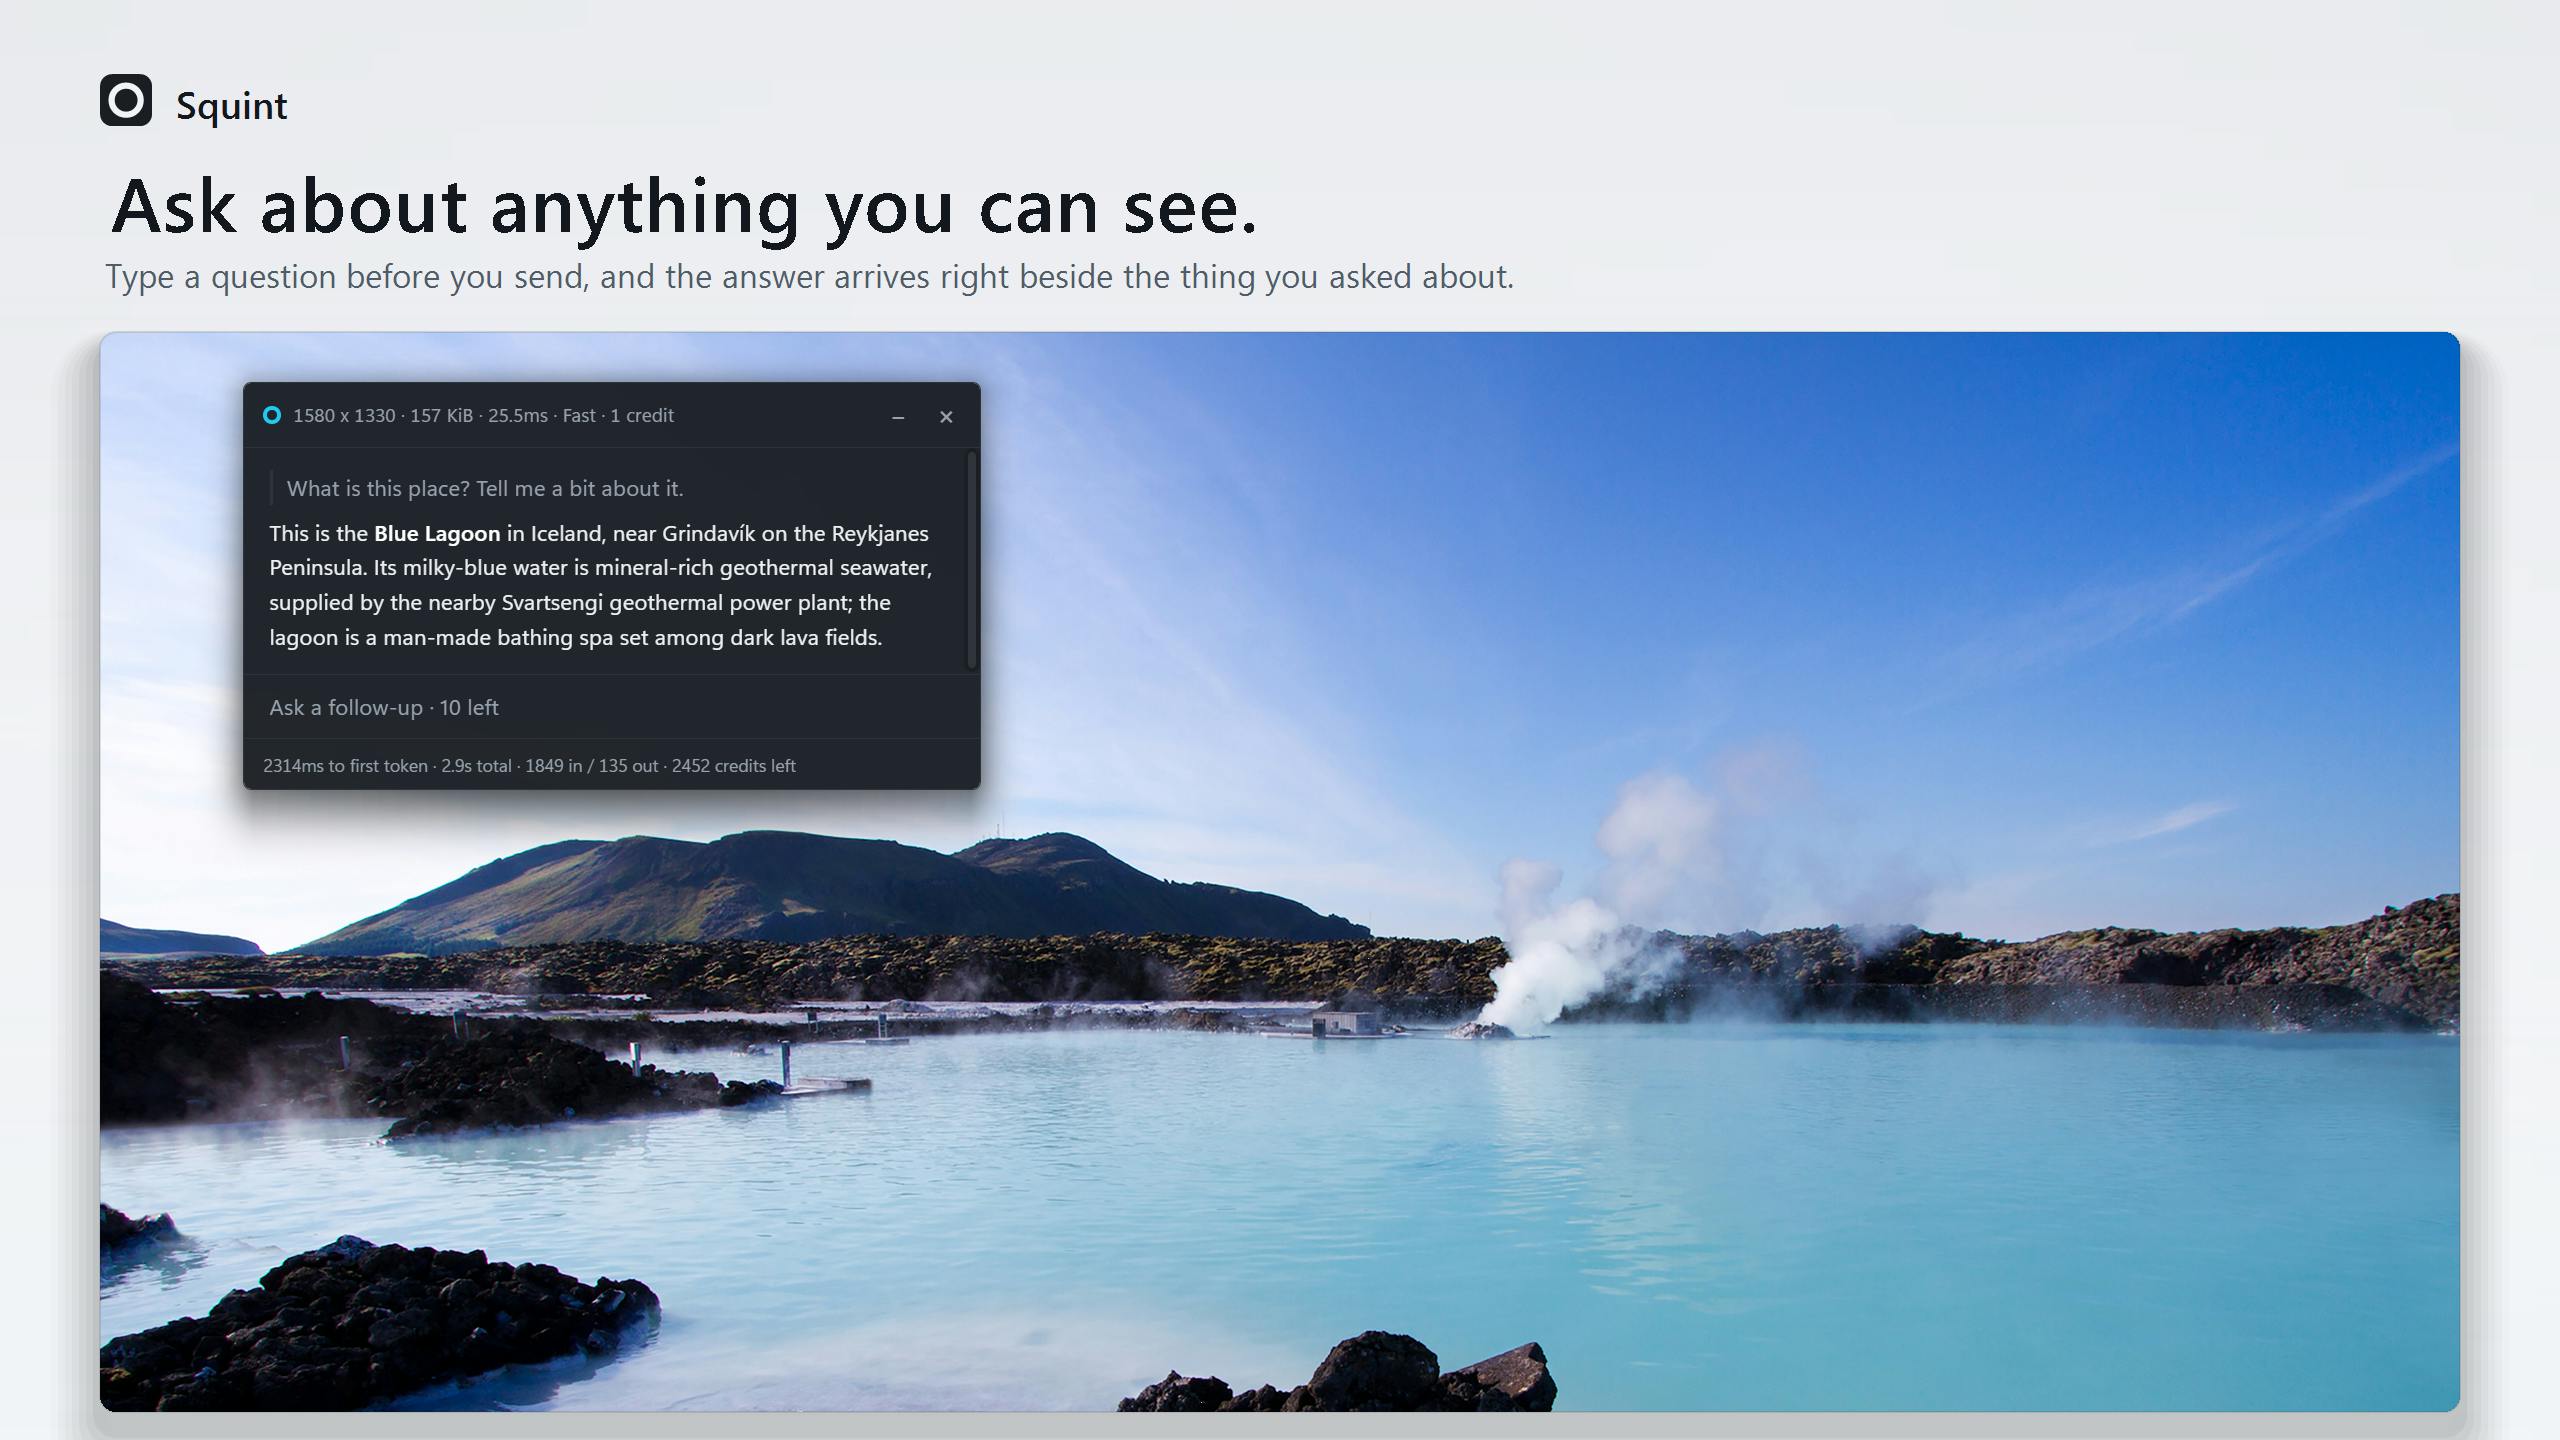 Squint
Ask about anything you can see.
Type a question before you send, and the answer arrives right beside the thing you asked about.
1580 x 1330 · 157 KiB · 25.5ms · Fast · 1 credit
What is this place? Tell me a bit about it.
This is the Blue Lagoon in Iceland, near Grindavík on the Reykjanes
Peninsula. Its milky-blue water is mineral-rich geothermal seawater,
supplied by the nearby Svartsengi geothermal power plant; the
lagoon is a man-made bathing spa set among dark lava fields.
Ask a follow-up · 10 left
2314ms to first token · 2.9s total · 1849 in / 135 out · 2452 credits left